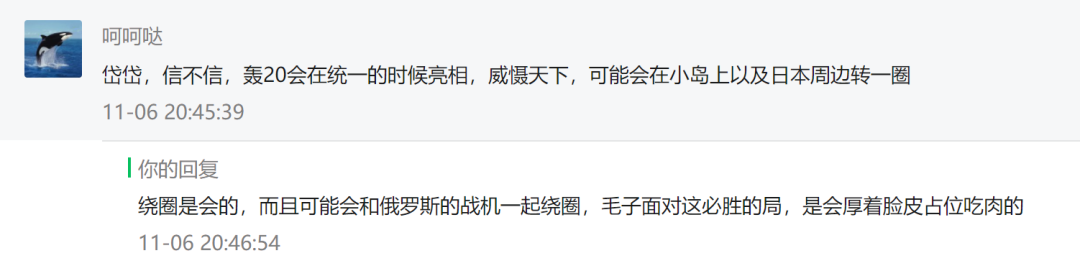 呵呵哒
岱岱，信不信，轰20会在统一的时候亮相，威慑天下，可能会在小岛上以及日本周边转一圈
11-06 20:45:39
你的回复
绕圈是会的，而且可能会和俄罗斯的战机一起绕圈，毛子面对这必胜的局，是会厚着脸皮占位吃肉的
11-06 20:46:54